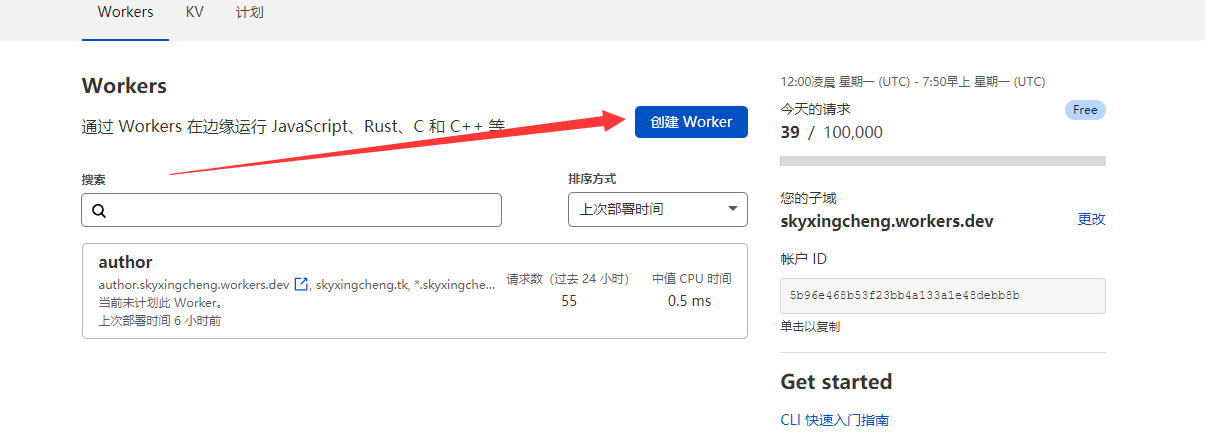 Workers KV 计划
Workers
通过 Workers 在边缘运行 JavaScript、Rust、C 和 C++ 等
创建 Worker
搜索
排序方式
上次部署时间
author
author.skyxingcheng.workers.dev , skyxingcheng.tk, *.skyxingche...
当前未计划此 Worker。
上次部署时间 6 小时前
请求数（过去 24 小时）
55
中值 CPU 时间
0.5 ms
12:00凌晨 星期一 (UTC) - 7:50早上 星期一 (UTC)
今天的请求 Free
39 / 100,000
您的子域
skyxingcheng.workers.dev 更改
帐户 ID
5b96e468b53f23bb4a133a1e48debb8b
单击以复制
Get started
CLI 快速入门指南